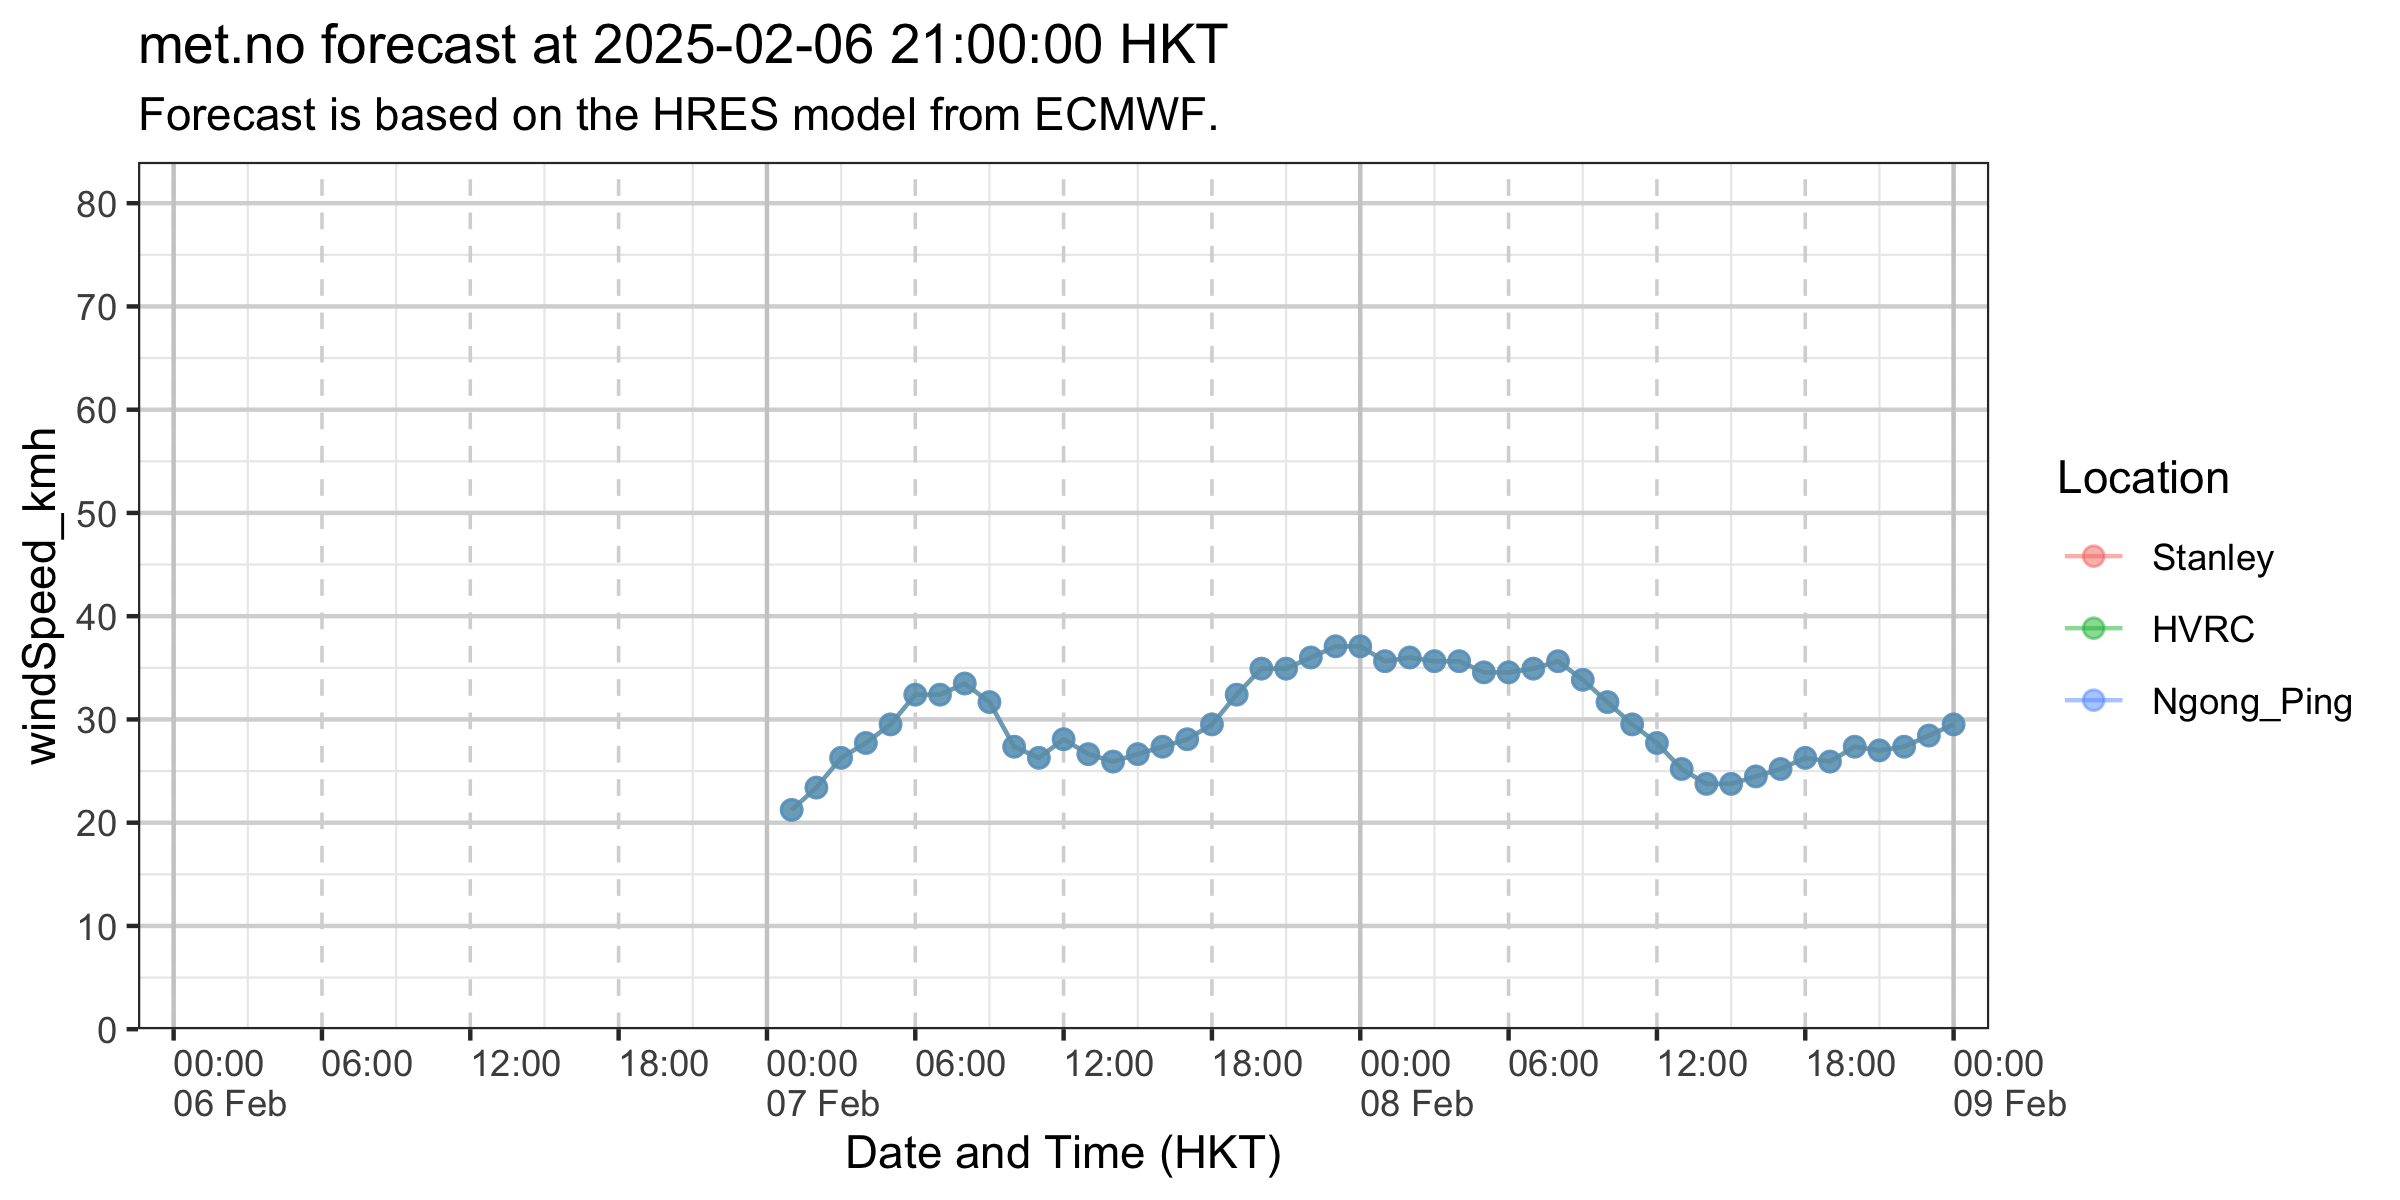 met.no forecast at 2025-02-06 21:00:00 HKT
Forecast is based on the HRES model from ECMWF.
windSpeed_kmh
80
70
60
50
40
30
20
10
0
00:00 06:00 12:00 18:00 00:00 06:00 12:00 18:00 00:00 06:00 12:00 18:00 00:00
06 Feb 07 Feb 08 Feb 09 Feb
Date and Time (HKT)
Location
Stanley
HVRC
Ngong_Ping